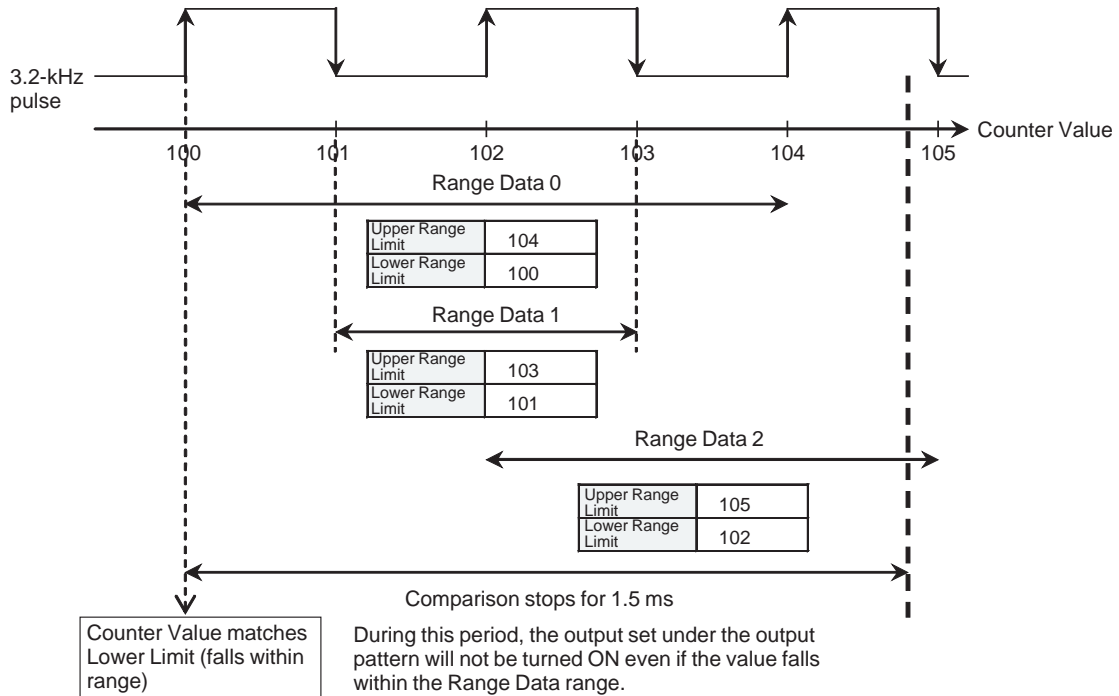 3.2-kHz
pulse
Counter Value
100 101 102 103 104 105
Range Data 0
Upper Range
Limit 104
Lower Range
Limit 100
Range Data 1
Upper Range
Limit 103
Lower Range
Limit 101
Range Data 2
Upper Range
Limit 105
Lower Range
Limit 102
Comparison stops for 1.5 ms
Counter Value matches
Lower Limit (falls within
range)
During this period, the output set under the output
pattern will not be turned ON even if the value falls
within the Range Data range.